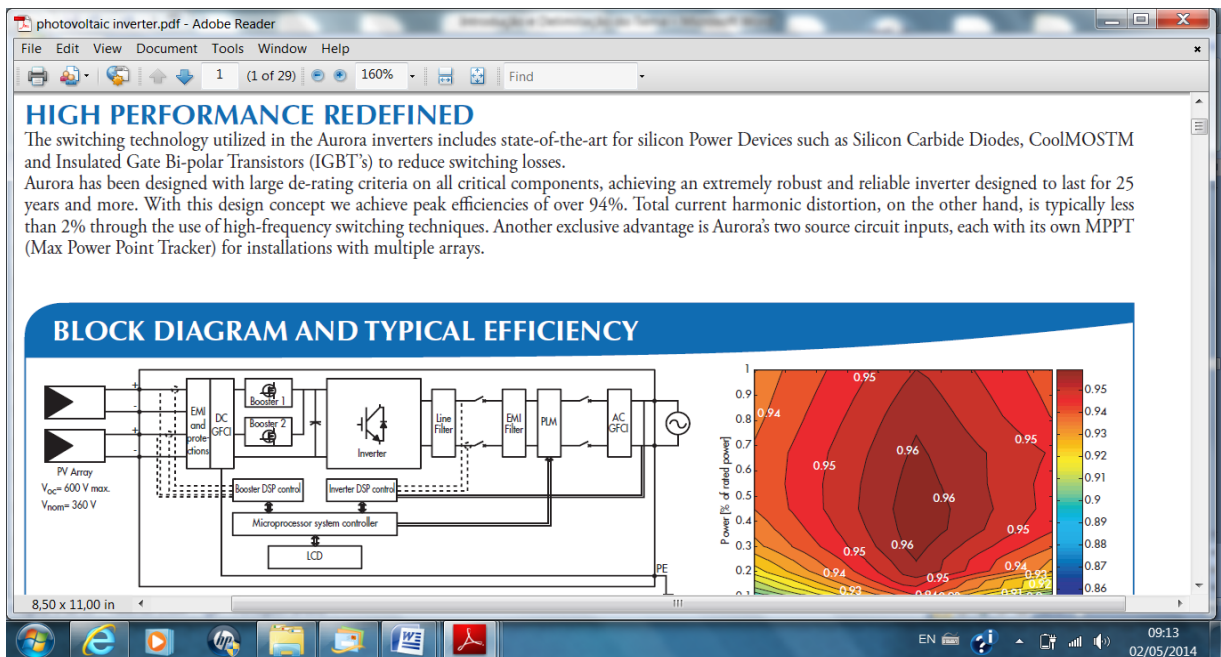 photovoltaic inverter.pdf - Adobe Reader
File Edit View Document Tools Window Help
1 (1 of 29) 160% Find
HIGH PERFORMANCE REDEFINED
The switching technology utilized in the Aurora inverters includes state-of-the-art for silicon Power Devices such as Silicon Carbide Diodes, CoolMOSTM
and Insulated Gate Bi-polar Transistors (IGBT's) to reduce switching losses.
Aurora has been designed with large de-rating criteria on all critical components, achieving an extremely robust and reliable inverter designed to last for 25
years and more. With this design concept we achieve peak efficiencies of over 94%. Total current harmonic distortion, on the other hand, is typically less
than 2% through the use of high-frequency switching techniques. Another exclusive advantage is Aurora's two source circuit inputs, each with its own MPPT
(Max Power Point Tracker) for installations with multiple arrays.
BLOCK DIAGRAM AND TYPICAL EFFICIENCY
+
-
+
-
PV Array
Voc= 600 V max.
Vnom= 360 V
EMI
and
prote-
ctions
DC
GFCI
Booster 1
Booster 2
Inverter
Line
Filter
EMI
Filter
PLM
AC
GFCI
Booster DSP control
Inverter DSP control
Microprocessor system controller
LCD
PE
Power [% of rated power]
1
0.9
0.8
0.7
0.6
0.5
0.4
0.3
0.2
0.1
0.95
0.94
0.95
0.96
0.95
0.96
0.95
0.96
0.95
0.94
0.95
0.94
0.93
0.93
0.92
0.95
0.94
0.93
0.92
0.91
0.9
0.89
0.88
0.87
0.86
8,50 x 11,00 in
EN
09:13
02/05/2014